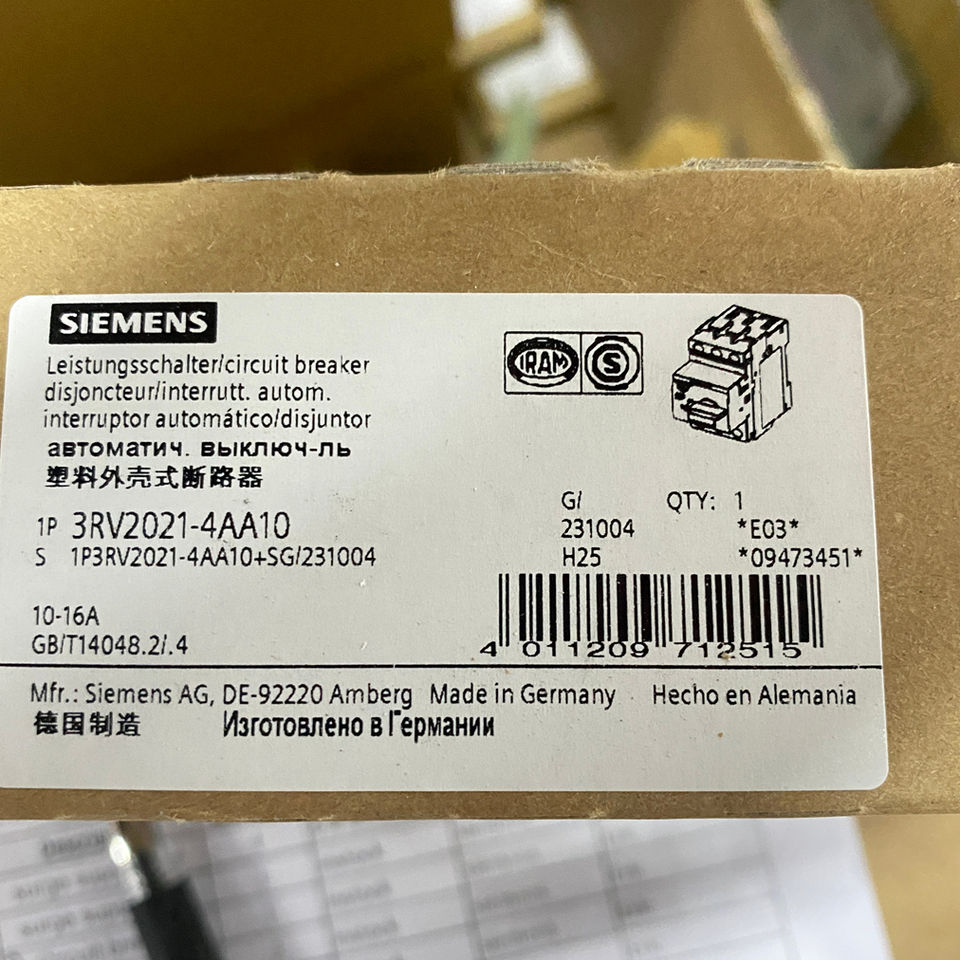 SIEMENS
Leistungsschalter/circuit breaker
disjoncteur/interrutt. autom.
interruptor automático/disjuntor
автоматич. выключ-ль
塑料外壳式断路器
IRAM S
1P 3RV2021-4AA10
S 1P3RV2021-4AA10+SG/231004
G/ QTY: 1
231004 *E03*
H25 *09473451*
10-16A
GB/T14048.2/.4
4 011209 712515
Mfr.: Siemens AG, DE-92220 Amberg Made in Germany Hecho en Alemania
德国制造 Изготовлено в Германии